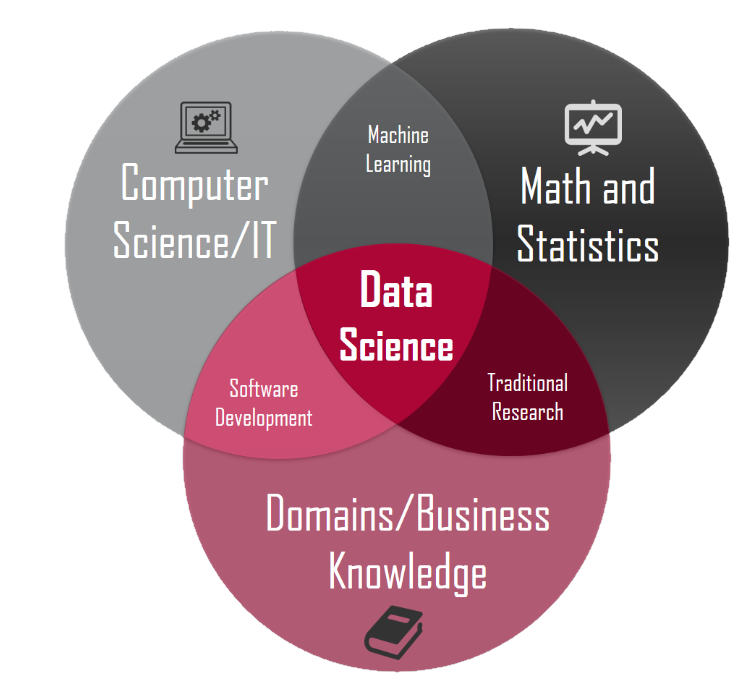 Machine
Learning
Computer
Science/IT
Math and
Statistics
Data
Science
Software
Development
Traditional
Research
Domains/Business
Knowledge